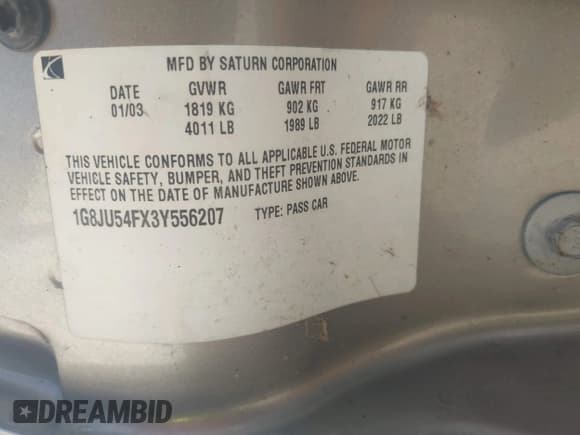 MFD BY SATURN CORPORATION
DATE GVWR GAWR FRT GAWR RR
01/03 1819 KG 902 KG 917 KG
4011 LB 1989 LB 2022 LB
THIS VEHICLE CONFORMS TO ALL APPLICABLE U.S. FEDERAL MOTOR
VEHICLE SAFETY, BUMPER, AND THEFT PREVENTION STANDARDS IN
EFFECT ON THE DATE OF MANUFACTURE SHOWN ABOVE.
1G8JU54FX3Y556207 TYPE: PASS CAR
DREAMBID